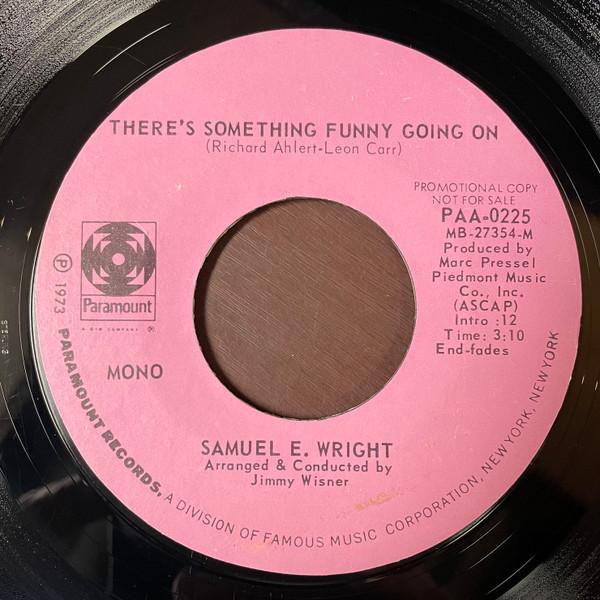 THERE'S SOMETHING FUNNY GOING ON
(Richard Ahlert-Leon Carr)
PROMOTIONAL COPY
NOT FOR SALE
PAA-0225
MB-27354-M
Produced by
Marc Pressel
Piedmont Music
Co., Inc.
(ASCAP)
Intro :12
Time: 3:10
End-fades
Paramount
A G+W COMPANY ®
MONO
SAMUEL E. WRIGHT
Arranged & Conducted by
Jimmy Wisner
Ⓟ 1973 PARAMOUNT RECORDS, A DIVISION OF FAMOUS MUSIC CORPORATION, NEW YORK, NEW YORK